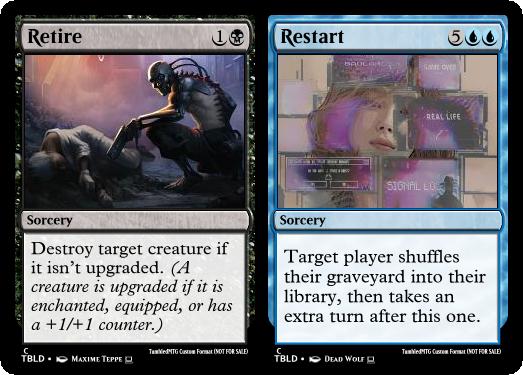 Retire 1
Sorcery
Destroy target creature if
it isn't upgraded. (A
creature is upgraded if it is
enchanted, equipped, or has
a +1/+1 counter.)
C
TBLD • MAXIME TEPPE
TumbledMTG Custom Format (NOT FOR SALE)
Restart 5
GAME OVER
REAL LIFE
SIGNAL LO
Sorcery
Target player shuffles
their graveyard into their
library, then takes an
extra turn after this one.
C
TBLD • DEAD WOLF
TumbledMTG Custom Format (NOT FOR SALE)